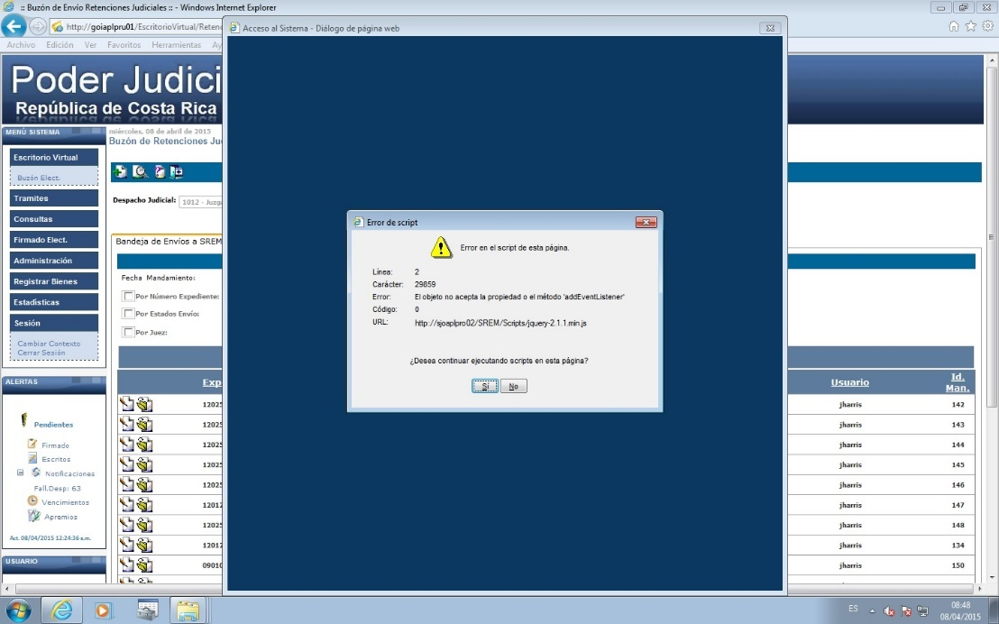 :: Buzón de Envío Retenciones Judiciales :: - Windows Internet Explorer
http://goiaplpru01/EscritorioVirtual/Retenc
Acceso al Sistema - Diálogo de página web
Archivo Edición Ver Favoritos Herramientas Ay
Poder Judici
República de Costa Rica
MENÚ SISTEMA
miércoles, 08 de abril de 2015
Buzón de Retenciones Ju
Escritorio Virtual
Buzón Elect.
Tramites
Consultas
Firmado Elect.
Administración
Registrar Bienes
Estadísticas
Sesión
Cambiar Contexto
Cerrar Sesión
Despacho Judicial: 1012 - Juzga
Bandeja de Envíos a SREM
Fecha Mandamiento:
Por Número Expediente:
Por Estados Envío:
Por Juez:
Error de script
Error en el script de esta página.
Línea: 2
Carácter: 29859
Error: El objeto no acepta la propiedad o el método 'addEventListener'
Código: 0
URL: http://sjoaplpro02/SREM/Scripts/jquery-2.1.1.min.js
¿Desea continuar ejecutando scripts en esta página?
Sí No
ALERTAS
Pendientes
Firmado
Escritos
Notificaciones
Fall.Desp: 63
Vencimientos
Apremios
Act. 08/04/2015 12:24:36 a.m.
USUARIO
Exp Usuario Id. Man.
12025 jharris 142
12025 jharris 143
12025 jharris 144
12025 jharris 145
12025 jharris 146
12012 jharris 147
12025 jharris 148
12012 jharris 134
09010 jharris 150
ES
08:48
08/04/2015